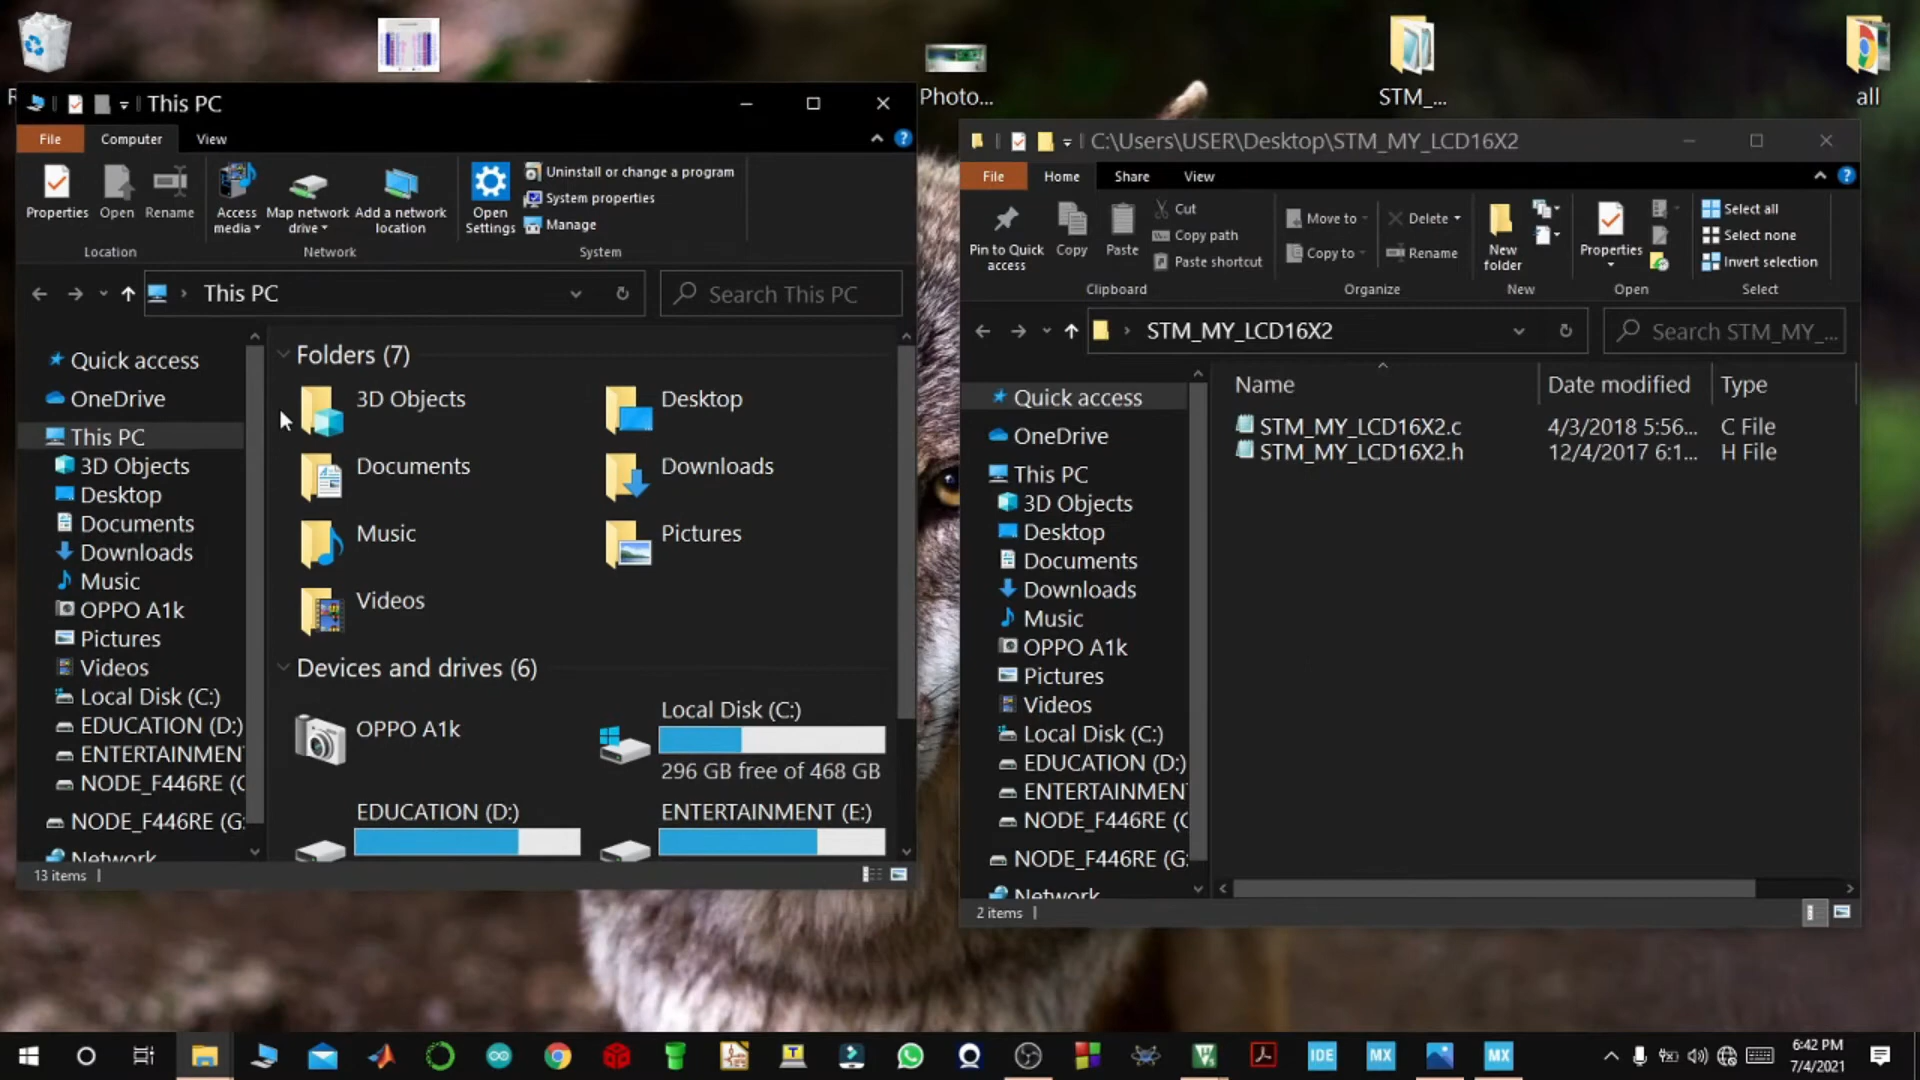 Photo...
STM_...
all
This PC
File
Computer
View
Properties
Open
Rename
Access media
Map network drive
Add a network location
Open Settings
Uninstall or change a program
System properties
Manage
Location
Network
System
This PC
Search This PC
Quick access
OneDrive
This PC
3D Objects
Desktop
Documents
Downloads
Music
OPPO A1k
Pictures
Videos
Local Disk (C:)
EDUCATION (D:)
ENTERTAINMEN
NODE_F446RE (
NODE_F446RE (G:
Network
Folders (7)
3D Objects
Desktop
Documents
Downloads
Music
Pictures
Videos
Devices and drives (6)
OPPO A1k
Local Disk (C:)
296 GB free of 468 GB
EDUCATION (D:)
ENTERTAINMENT (E:)
13 items
C:\Users\USER\Desktop\STM_MY_LCD16X2
File
Home
Share
View
Pin to Quick access
Copy
Paste
Cut
Copy path
Paste shortcut
Move to
Copy to
Delete
Rename
New folder
Properties
Select all
Select none
Invert selection
Clipboard
Organize
New
Open
Select
STM_MY_LCD16X2
Search STM_MY_...
Quick access
OneDrive
This PC
3D Objects
Desktop
Documents
Downloads
Music
OPPO A1k
Pictures
Videos
Local Disk (C:)
EDUCATION (D:)
ENTERTAINMEN
NODE_F446RE (
NODE_F446RE (G:
Network
Name
Date modified
Type
STM_MY_LCD16X2.c
4/3/2018 5:56...
C File
STM_MY_LCD16X2.h
12/4/2017 6:1...
H File
2 items
IDE
MX
MX
6:42 PM
7/4/2021